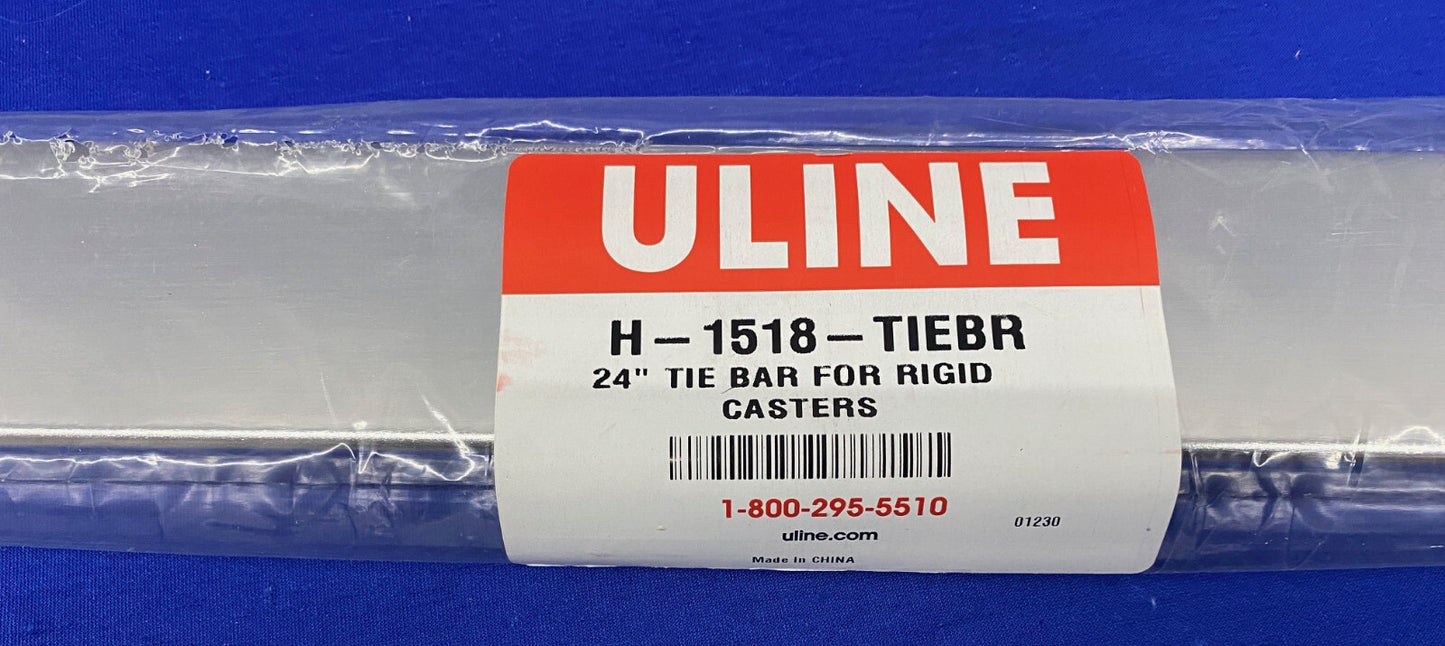 ULINE
H-1518-TIEBR
24" TIE BAR FOR RIGID
CASTERS
1-800-295-5510
uline.com
01230
Made in CHINA